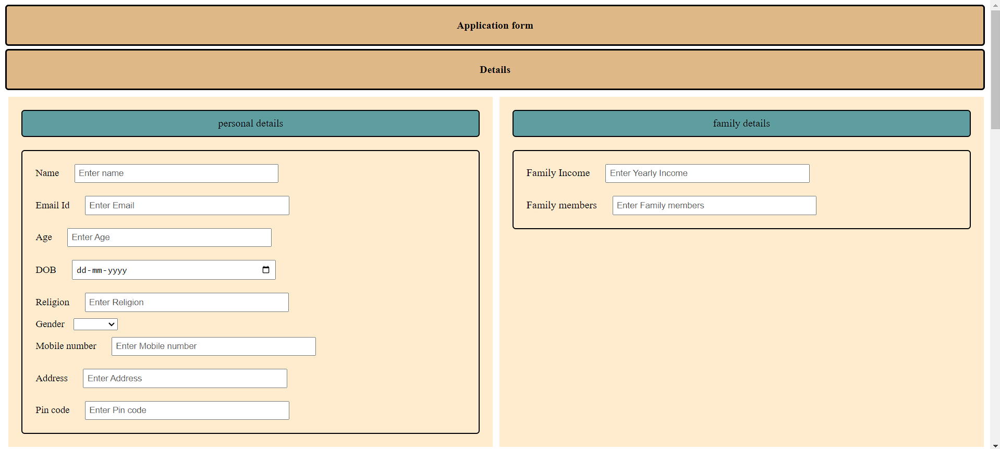 Application form
Details
personal details
Name Enter name
Email Id Enter Email
Age Enter Age
DOB dd-mm-yyyy
Religion Enter Religion
Gender
Mobile number Enter Mobile number
Address Enter Address
Pin code Enter Pin code
family details
Family Income Enter Yearly Income
Family members Enter Family members